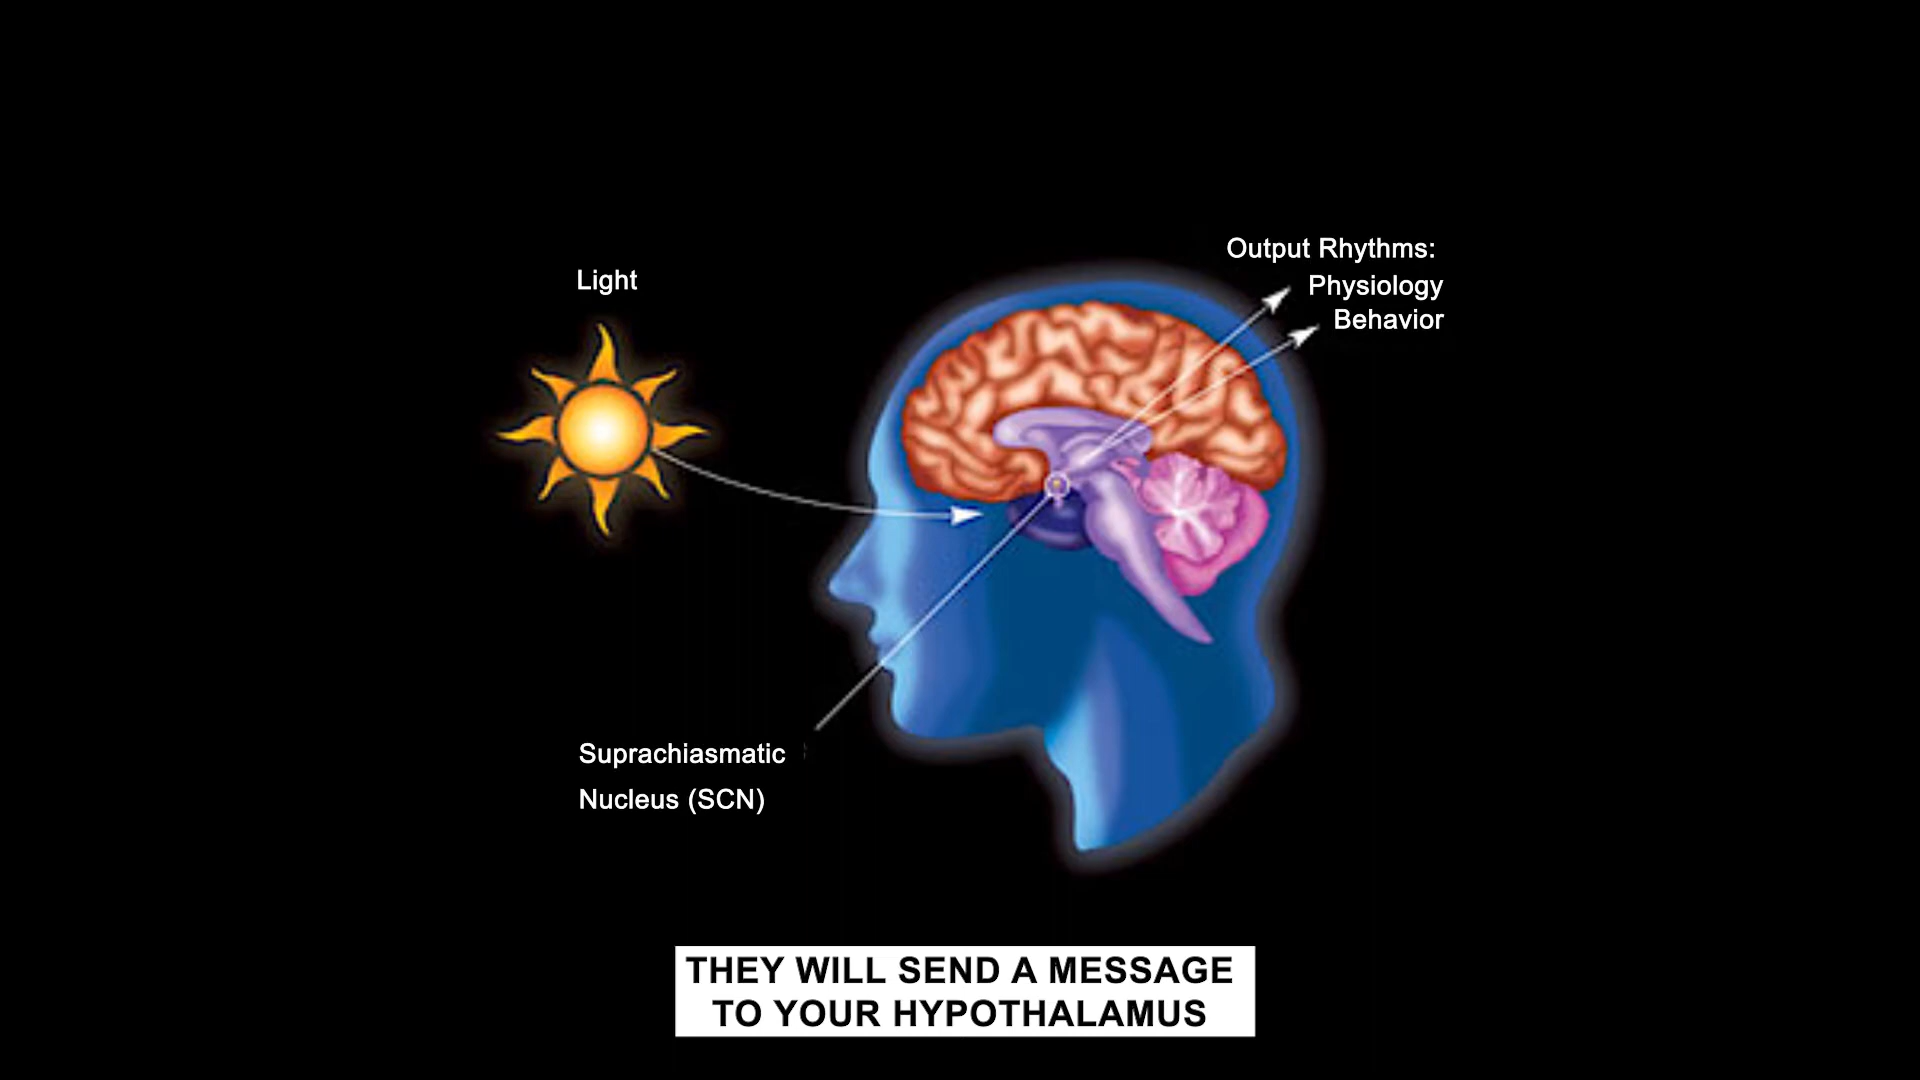 Light
Output Rhythms:
Physiology
Behavior
Suprachiasmatic
Nucleus (SCN)
THEY WILL SEND A MESSAGE
TO YOUR HYPOTHALAMUS